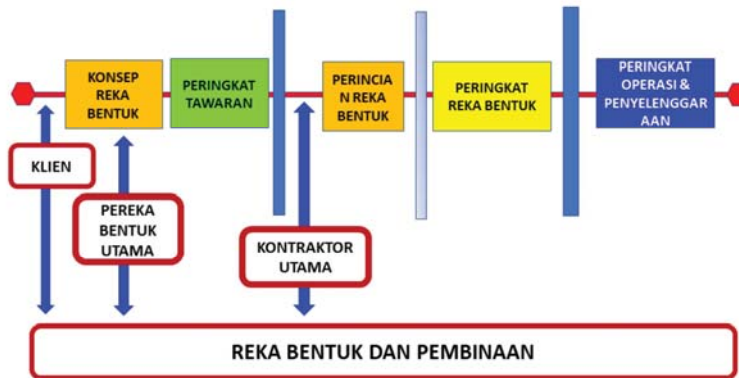 KONSEP
REKA
BENTUK
PERINGKAT
TAWARAN
PERINCIA
N REKA
BENTUK
PERINGKAT
REKA BENTUK
PERINGKAT
OPERASI &
PENYELENGGAR
AAN
KLIEN
PEREKA
BENTUK
UTAMA
KONTRAKTOR
UTAMA
REKA BENTUK DAN PEMBINAAN